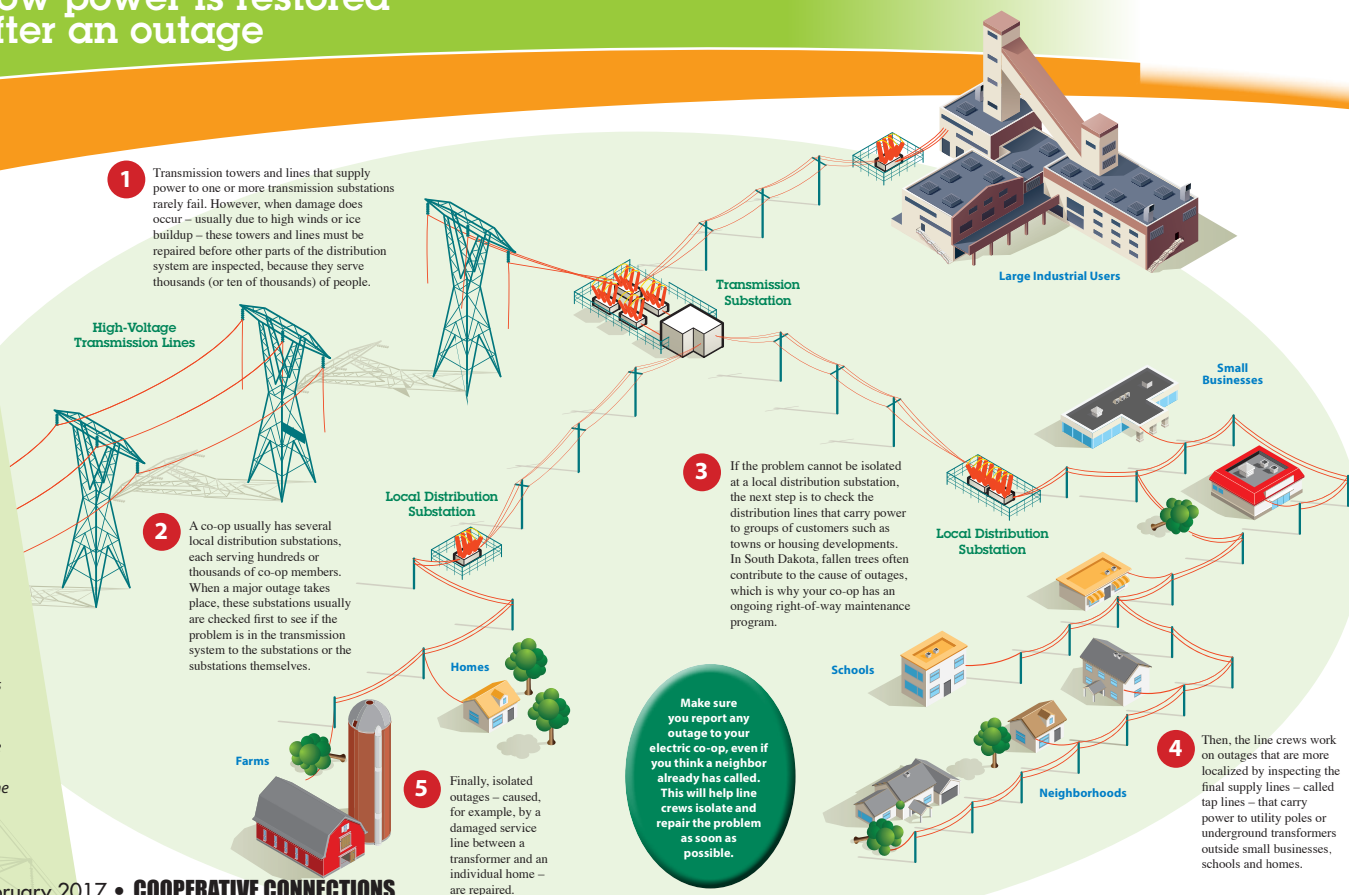 ow power is restored
fter an outage
1
Transmission towers and lines that supply
power to one or more transmission substations
rarely fail. However, when damage does
occur – usually due to high winds or ice
buildup – these towers and lines must be
repaired before other parts of the distribution
system are inspected, because they serve
thousands (or ten of thousands) of people.
High-Voltage
Transmission Lines
Transmission
Substation
Large Industrial Users
Small
Businesses
2
A co-op usually has several
local distribution substations,
each serving hundreds or
thousands of co-op members.
When a major outage takes
place, these substations usually
are checked first to see if the
problem is in the transmission
system to the substations or the
substations themselves.
Local Distribution
Substation
3
If the problem cannot be isolated
at a local distribution substation,
the next step is to check the
distribution lines that carry power
to groups of customers such as
towns or housing developments.
In South Dakota, fallen trees often
contribute to the cause of outages,
which is why your co-op has an
ongoing right-of-way maintenance
program.
Local Distribution
Substation
Homes
Schools
Farms
Neighborhoods
Make sure
you report any
outage to your
electric co-op, even if
you think a neighbor
already has called.
This will help line
crews isolate and
repair the problem
as soon as
possible.
4
Then, the line crews work
on outages that are more
localized by inspecting the
final supply lines – called
tap lines – that carry
power to utility poles or
underground transformers
outside small businesses,
schools and homes.
5
Finally, isolated
outages – caused,
for example, by a
damaged service
line between a
transformer and an
individual home –
are repaired.
bruary 2017 • COOPERATIVE CONNECTIONS